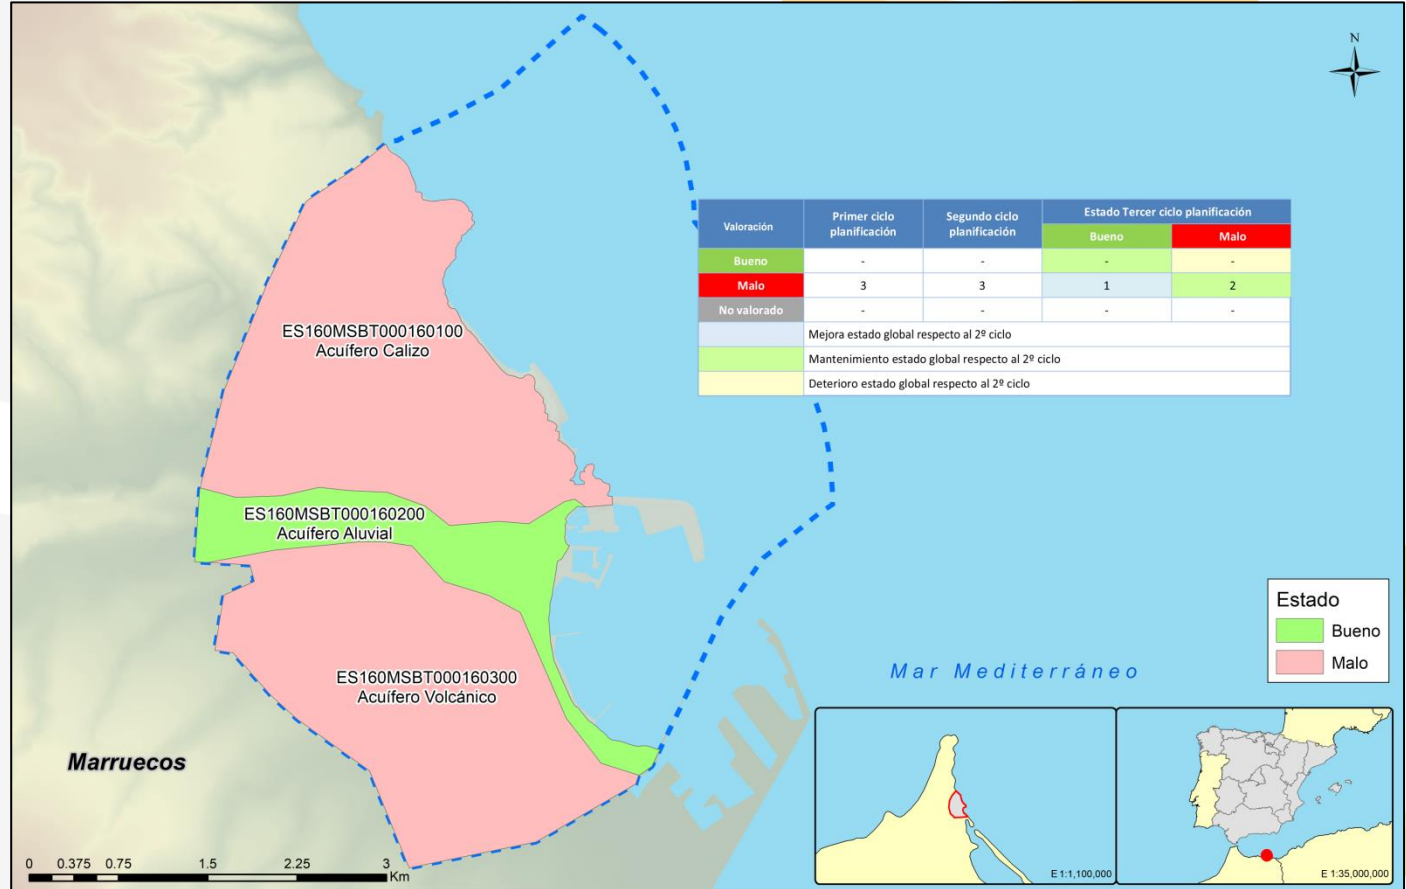 N
Valoración
Primer ciclo
planificación
Segundo ciclo
planificación
Estado Tercer ciclo planificación
Bueno
Malo
Bueno
-
-
-
-
Malo
3
3
1
2
No valorado
-
-
-
-
Mejora estado global respecto al 2º ciclo
Mantenimiento estado global respecto al 2º ciclo
Deterioro estado global respecto al 2º ciclo
ES160MSBT000160100
Acuífero Calizo
ES160MSBT000160200
Acuífero Aluvial
ES160MSBT000160300
Acuífero Volcánico
Estado
Bueno
Malo
Mar Mediterráneo
Marruecos
0 0.375 0.75 1.5 2.25 3
Km
E 1:1,100,000
E 1:35,000,000